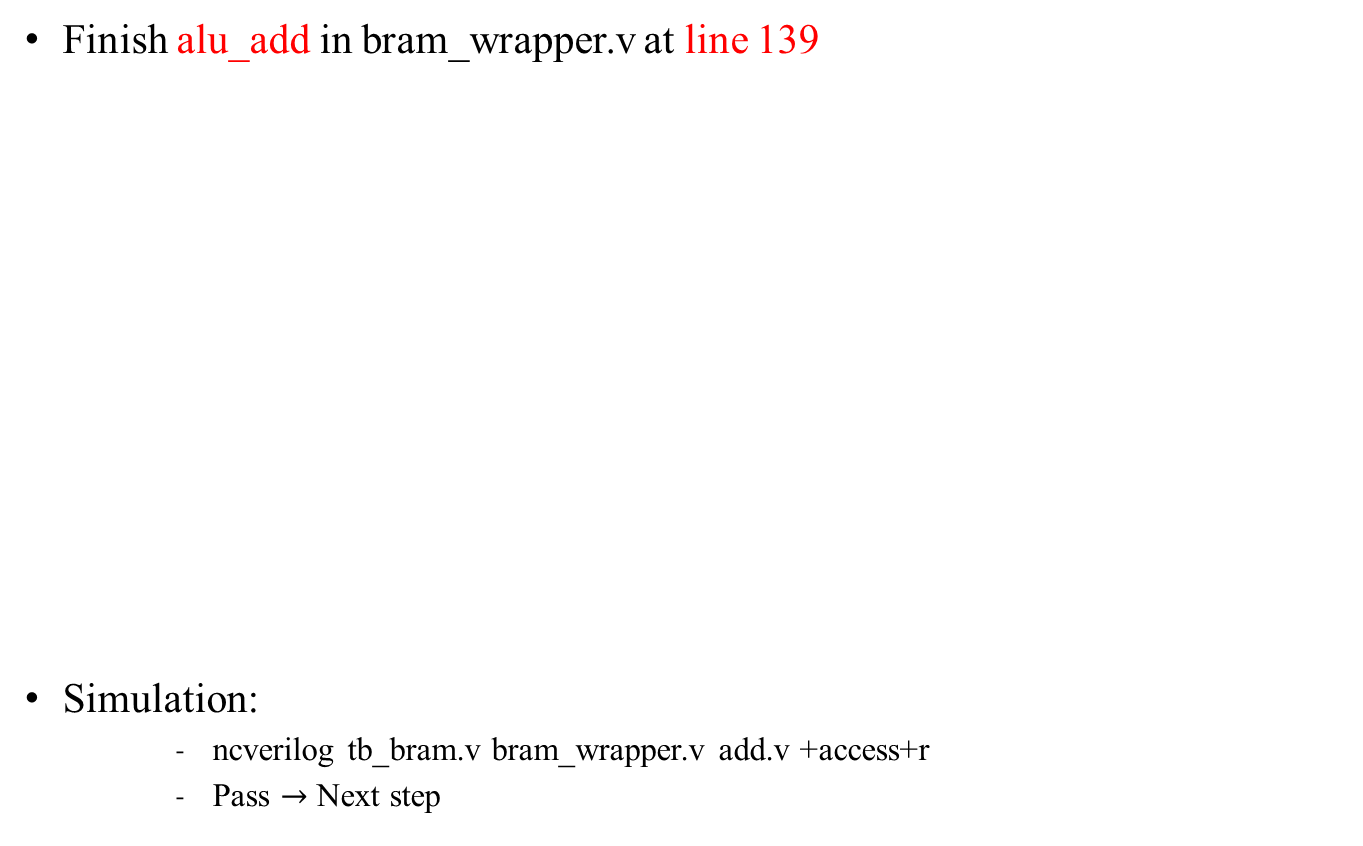 • Finish alu_add in bram_wrapper.v at line 139
• Simulation:
- ncverilog tb_bram.v bram_wrapper.v add.v +access+r
- Pass → Next step